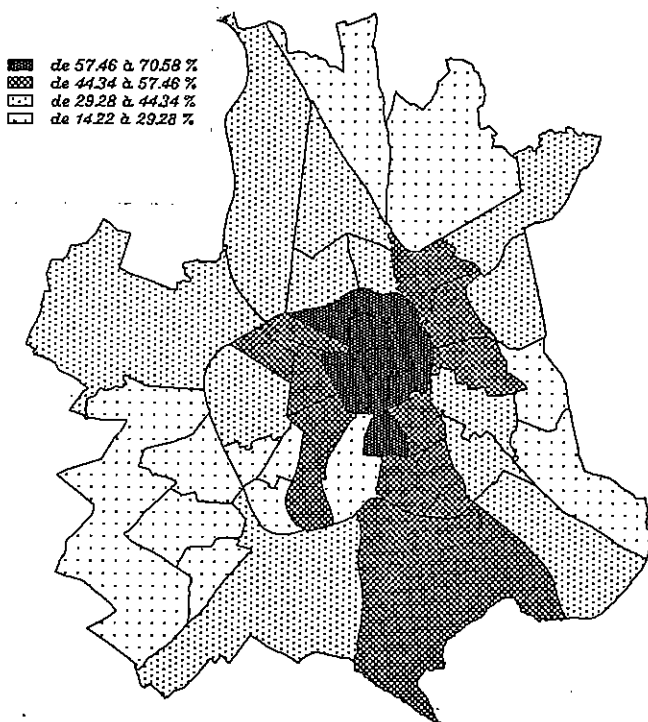 de 57.46 à 70.58 %
de 44.34 à 57.46 %
de 29.28 à 44.34 %
de 14.22 à 29.28 %